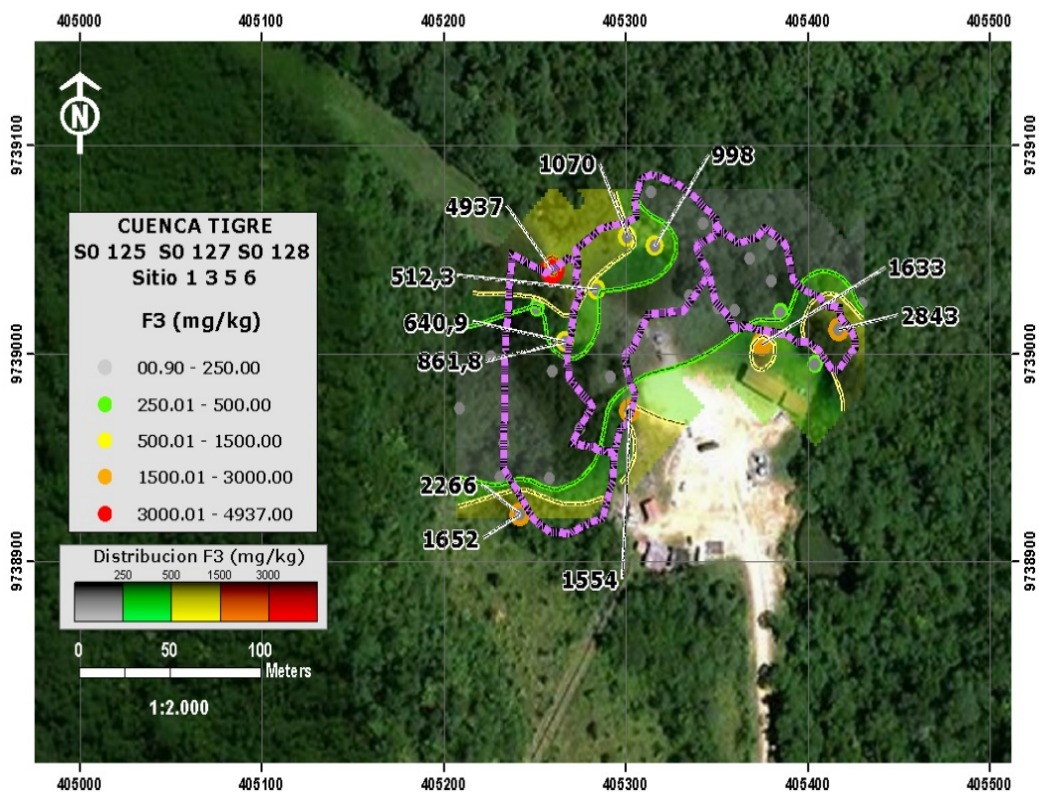 405000 405100 405200 405300 405400 405500
9739100
9739000
9738900
N
CUENCA TIGRE
S0 125 S0 127 S0 128
Sitio 1 3 5 6
F3 (mg/kg)
00.90 - 250.00
250.01 - 500.00
500.01 - 1500.00
1500.01 - 3000.00
3000.01 - 4937.00
Distribucion F3 (mg/kg)
250 500 1500 3000
0 50 100
Meters
1:2.000
1070
998
4937
512,3
640,9
861,8
1633
2843
2266
1652
1554
9739100
9739000
9738900
405000 405100 405200 405300 405400 405500